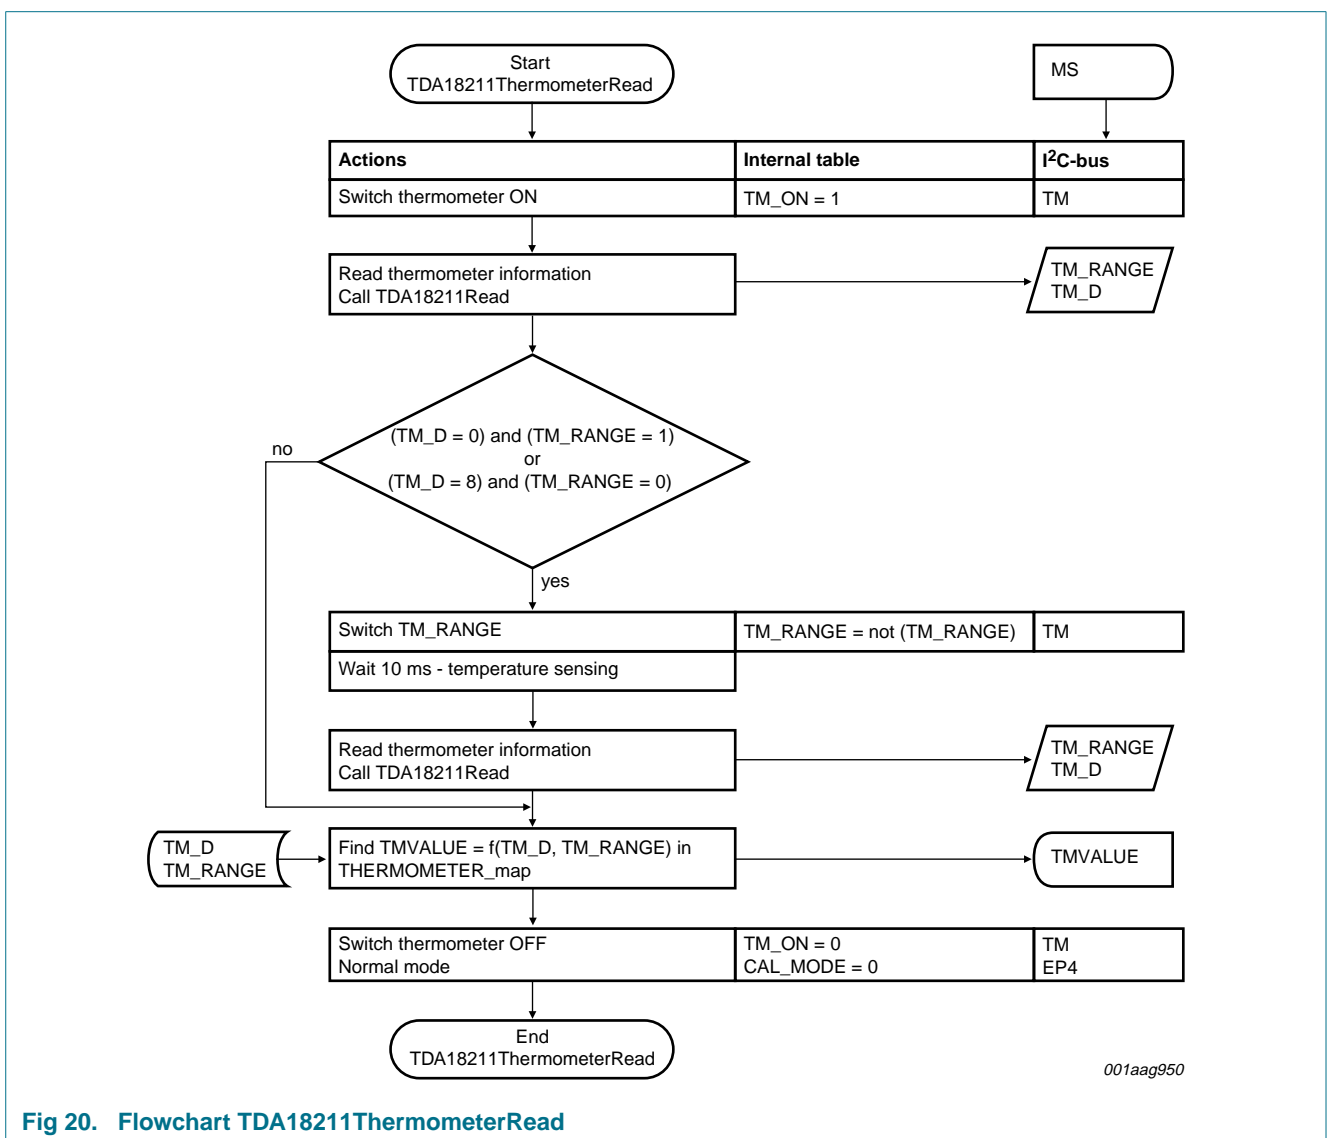 Start
TDA18211ThermometerRead
MS
Actions
Internal table
I2C-bus
Switch thermometer ON
TM_ON = 1
TM
Read thermometer information
Call TDA18211Read
TM_RANGE
TM_D
(TM_D = 0) and (TM_RANGE = 1)
or
(TM_D = 8) and (TM_RANGE = 0)
no
yes
Switch TM_RANGE
TM_RANGE = not (TM_RANGE)
TM
Wait 10 ms - temperature sensing
Read thermometer information
Call TDA18211Read
TM_RANGE
TM_D
TM_D
TM_RANGE
Find TMVALUE = f(TM_D, TM_RANGE) in
THERMOMETER_map
TMVALUE
Switch thermometer OFF
Normal mode
TM_ON = 0
CAL_MODE = 0
TM
EP4
End
TDA18211ThermometerRead
001aag950
Fig 20. Flowchart TDA18211ThermometerRead